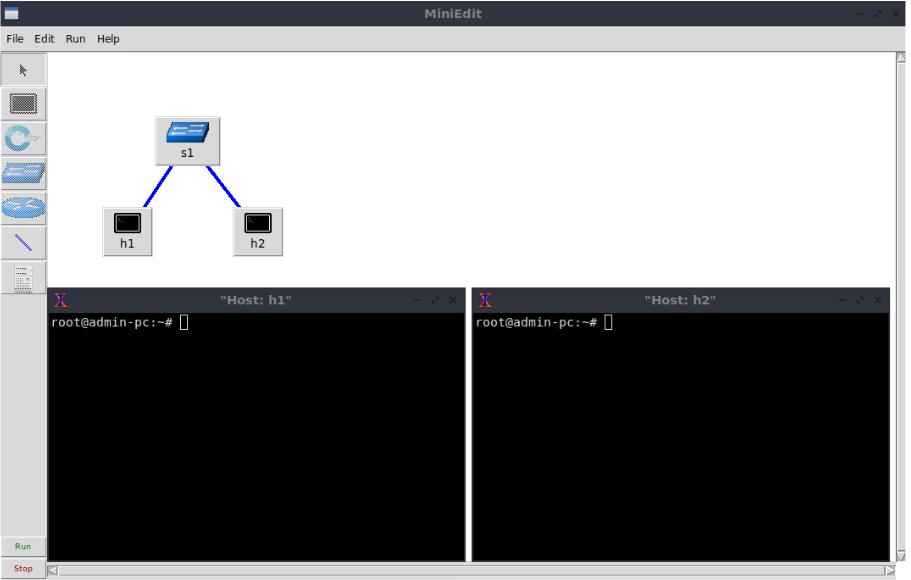 MiniEdit
File Edit Run Help
s1
h1
h2
"Host: h1"
"Host: h2"
root@admin-pc:~#
root@admin-pc:~#
Run
Stop